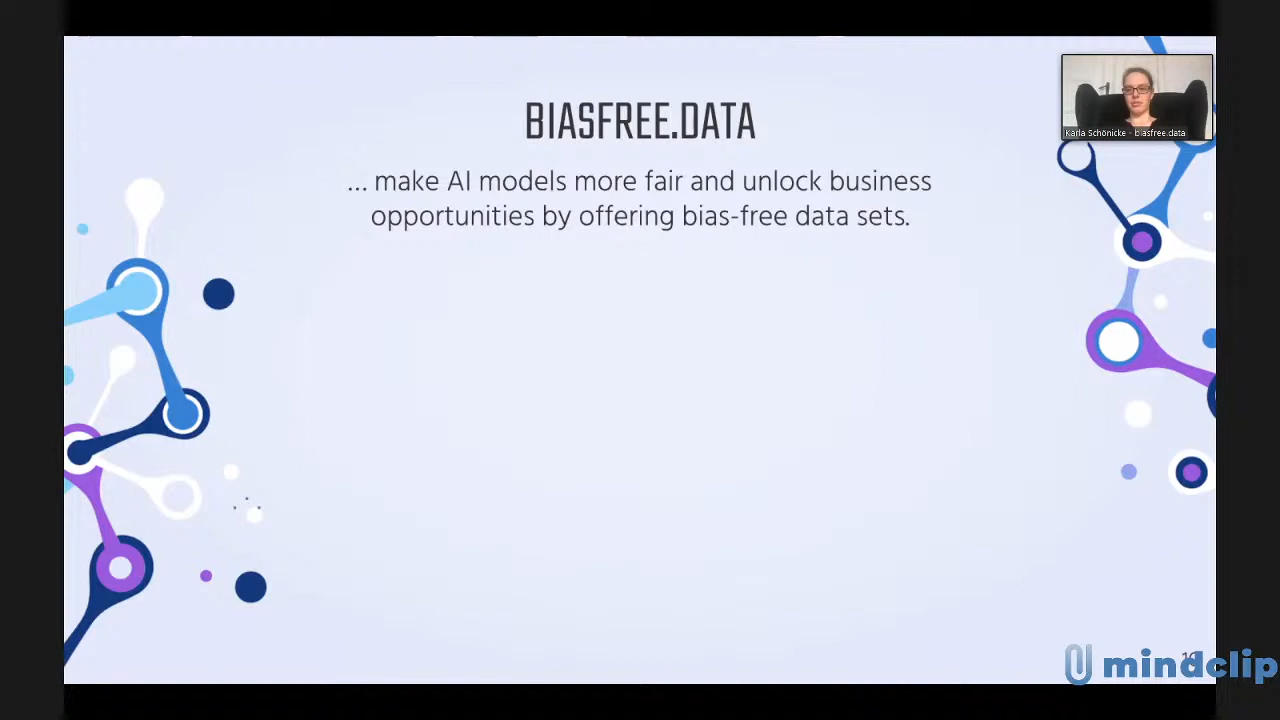 BIASFREE.DATA
... make AI models more fair and unlock business
opportunities by offering bias-free data sets.
Karla Schönicke - biasfree.data
mindclip